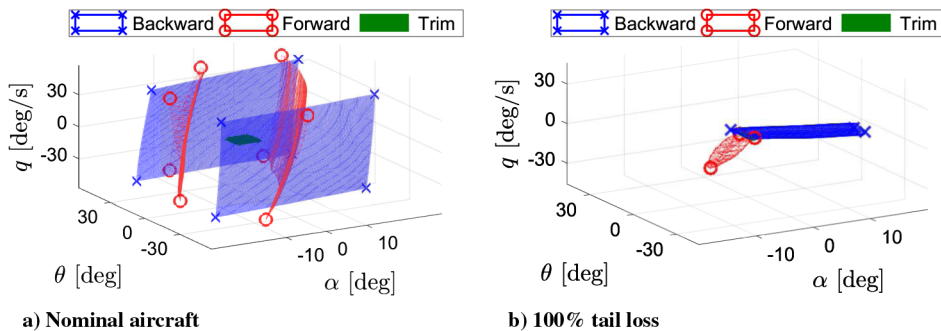 Backward Forward Trim
Backward Forward Trim
q [deg/s]
30
0
-30
30
0
-30
θ [deg]
-10
0
10
α [deg]
q [deg/s]
30
0
-30
30
0
-30
θ [deg]
-10
0
10
α [deg]
a) Nominal aircraft
b) 100% tail loss